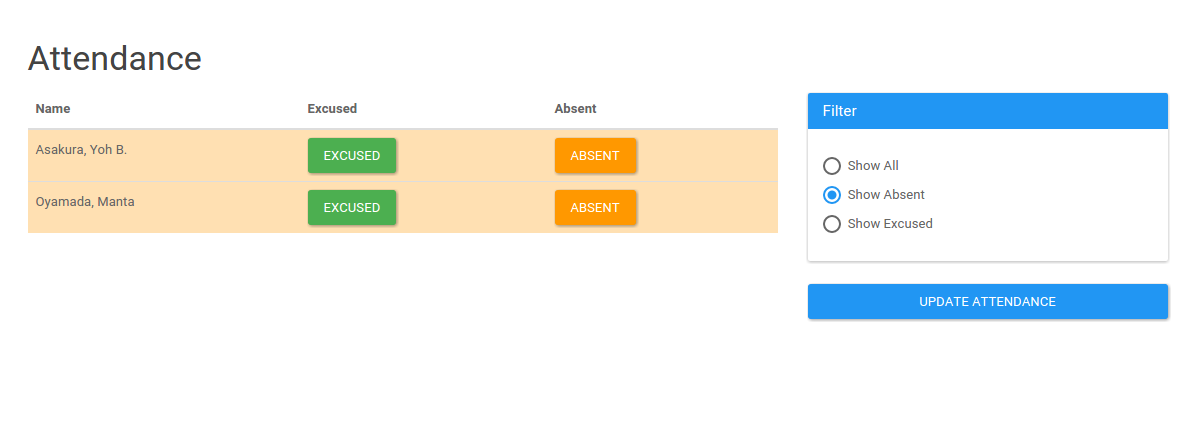 Attendance
Name Excused Absent
Asakura, Yoh B. EXCUSED ABSENT
Oyamada, Manta EXCUSED ABSENT
Filter
Show All
Show Absent
Show Excused
UPDATE ATTENDANCE